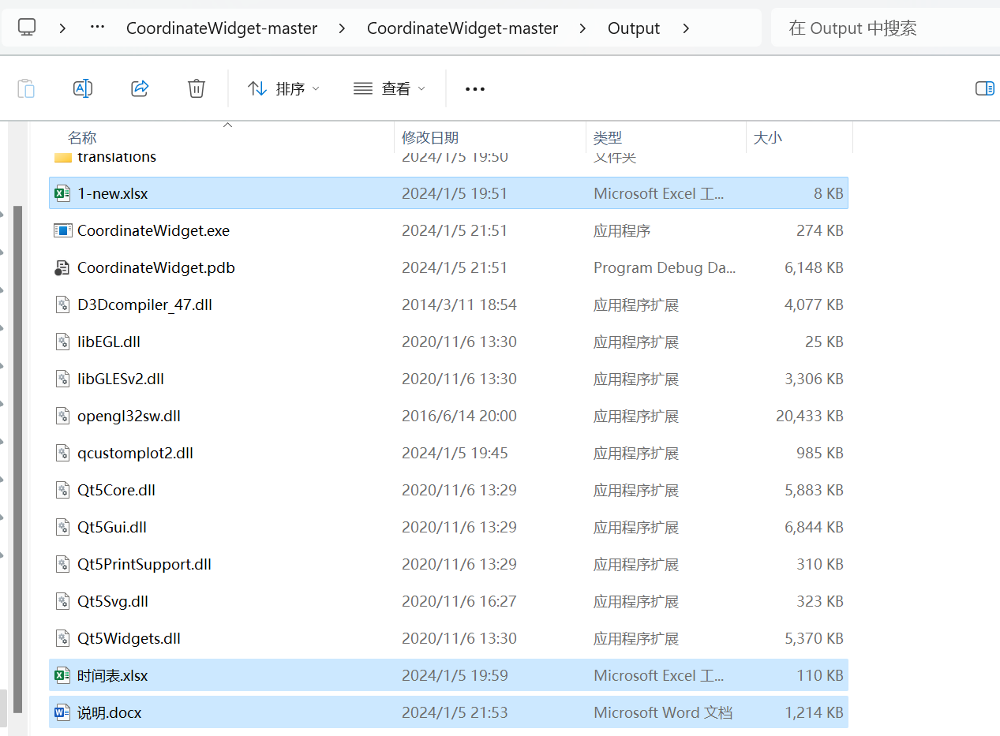 CoordinateWidget-master CoordinateWidget-master Output 在 Output 中搜索
排序 查看
名称 修改日期 类型 大小
translations 2024/1/5 19:50 文件夹
1-new.xlsx 2024/1/5 19:51 Microsoft Excel 工... 8 KB
CoordinateWidget.exe 2024/1/5 21:51 应用程序 274 KB
CoordinateWidget.pdb 2024/1/5 21:51 Program Debug Da... 6,148 KB
D3Dcompiler_47.dll 2014/3/11 18:54 应用程序扩展 4,077 KB
libEGL.dll 2020/11/6 13:30 应用程序扩展 25 KB
libGLESv2.dll 2020/11/6 13:30 应用程序扩展 3,306 KB
opengl32sw.dll 2016/6/14 20:00 应用程序扩展 20,433 KB
qcustomplot2.dll 2024/1/5 19:45 应用程序扩展 985 KB
Qt5Core.dll 2020/11/6 13:29 应用程序扩展 5,883 KB
Qt5Gui.dll 2020/11/6 13:29 应用程序扩展 6,844 KB
Qt5PrintSupport.dll 2020/11/6 13:29 应用程序扩展 310 KB
Qt5Svg.dll 2020/11/6 16:27 应用程序扩展 323 KB
Qt5Widgets.dll 2020/11/6 13:30 应用程序扩展 5,370 KB
时间表.xlsx 2024/1/5 19:59 Microsoft Excel 工... 110 KB
说明.docx 2024/1/5 21:53 Microsoft Word 文档 1,214 KB